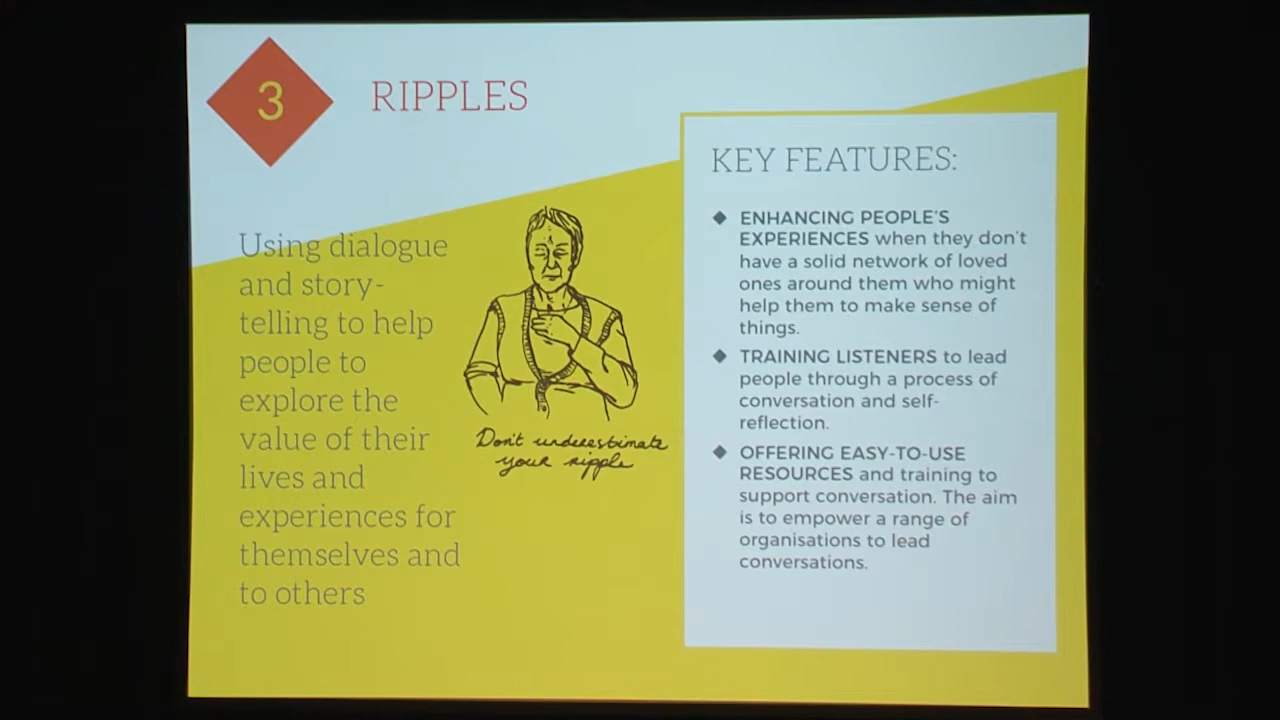 3
RIPPLES
Using dialogue
and story-
telling to help
people to
explore the
value of their
lives and
experiences for
themselves and
to others
Don't underestimate
your ripple
KEY FEATURES:
ENHANCING PEOPLE'S
EXPERIENCES when they don't
have a solid network of loved
ones around them who might
help them to make sense of
things.
TRAINING LISTENERS to lead
people through a process of
conversation and self-
reflection.
OFFERING EASY-TO-USE
RESOURCES and training to
support conversation. The aim
is to empower a range of
organisations to lead
conversations.